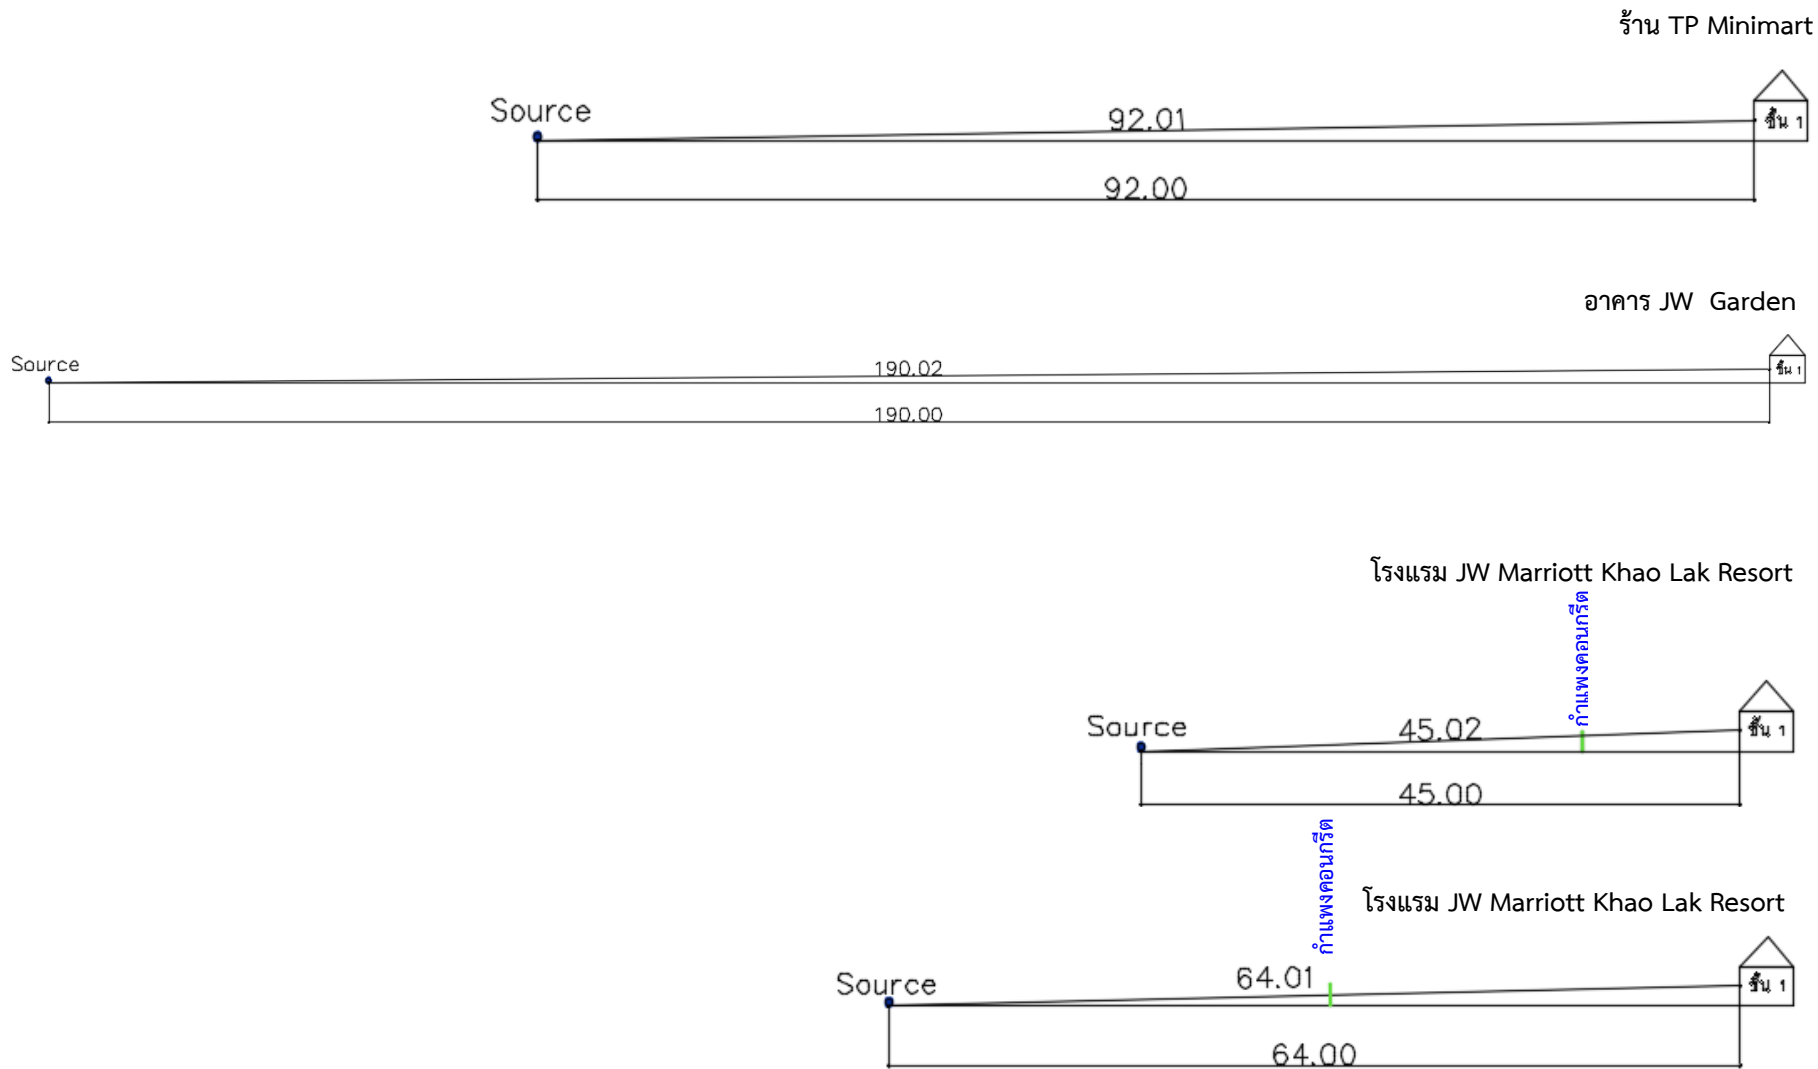 ร้าน TP Minimart
Source
92.01
ชั้น 1
92.00
อาคาร JW Garden
Source
190.02
ชั้น 1
190.00
โรงแรม JW Marriott Khao Lak Resort
กำแพงคอนกรีต
Source
45.02
ชั้น 1
45.00
กำแพงคอนกรีต
โรงแรม JW Marriott Khao Lak Resort
Source
64.01
ชั้น 1
64.00